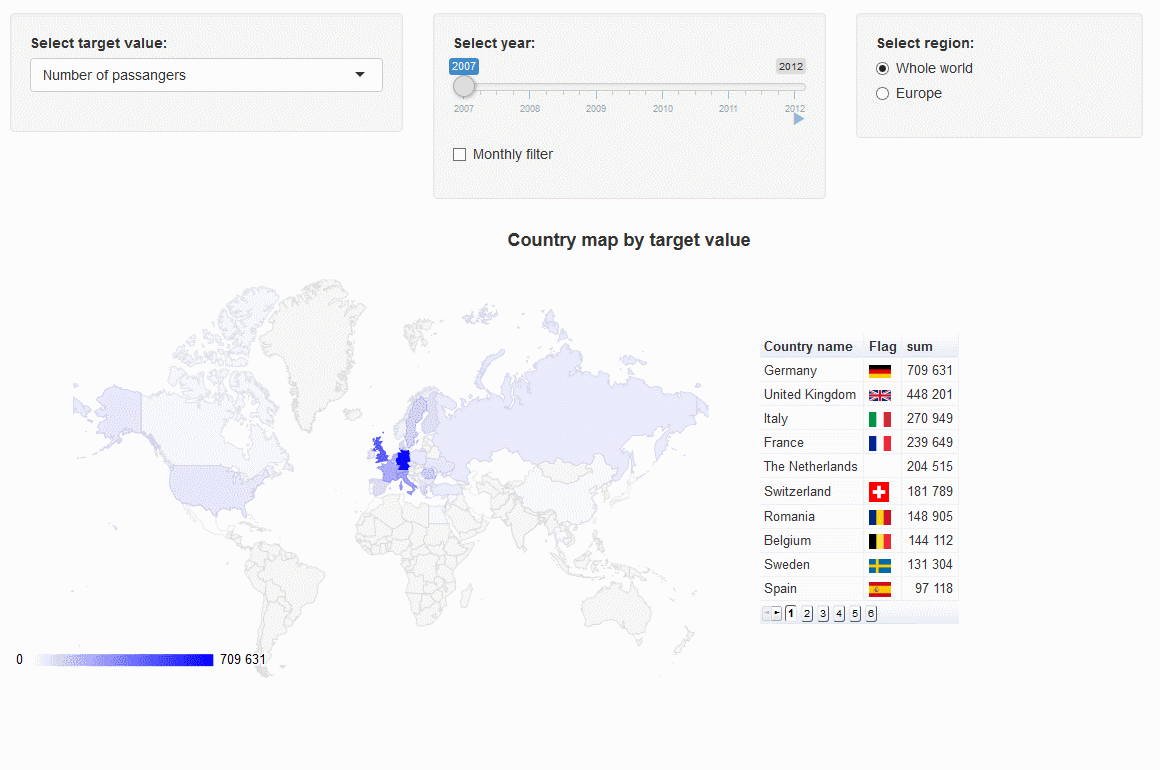 Select target value:
Number of passangers
Select year:
2007 2012
2007 2008 2009 2010 2011 2012
Monthly filter
Select region:
Whole world
Europe
Country map by target value
Country name Flag sum
Germany 709 631
United Kingdom 448 201
Italy 270 949
France 239 649
The Netherlands 204 515
Switzerland 181 789
Romania 148 905
Belgium 144 112
Sweden 131 304
Spain 97 118
1 2 3 4 5 6
0 709 631